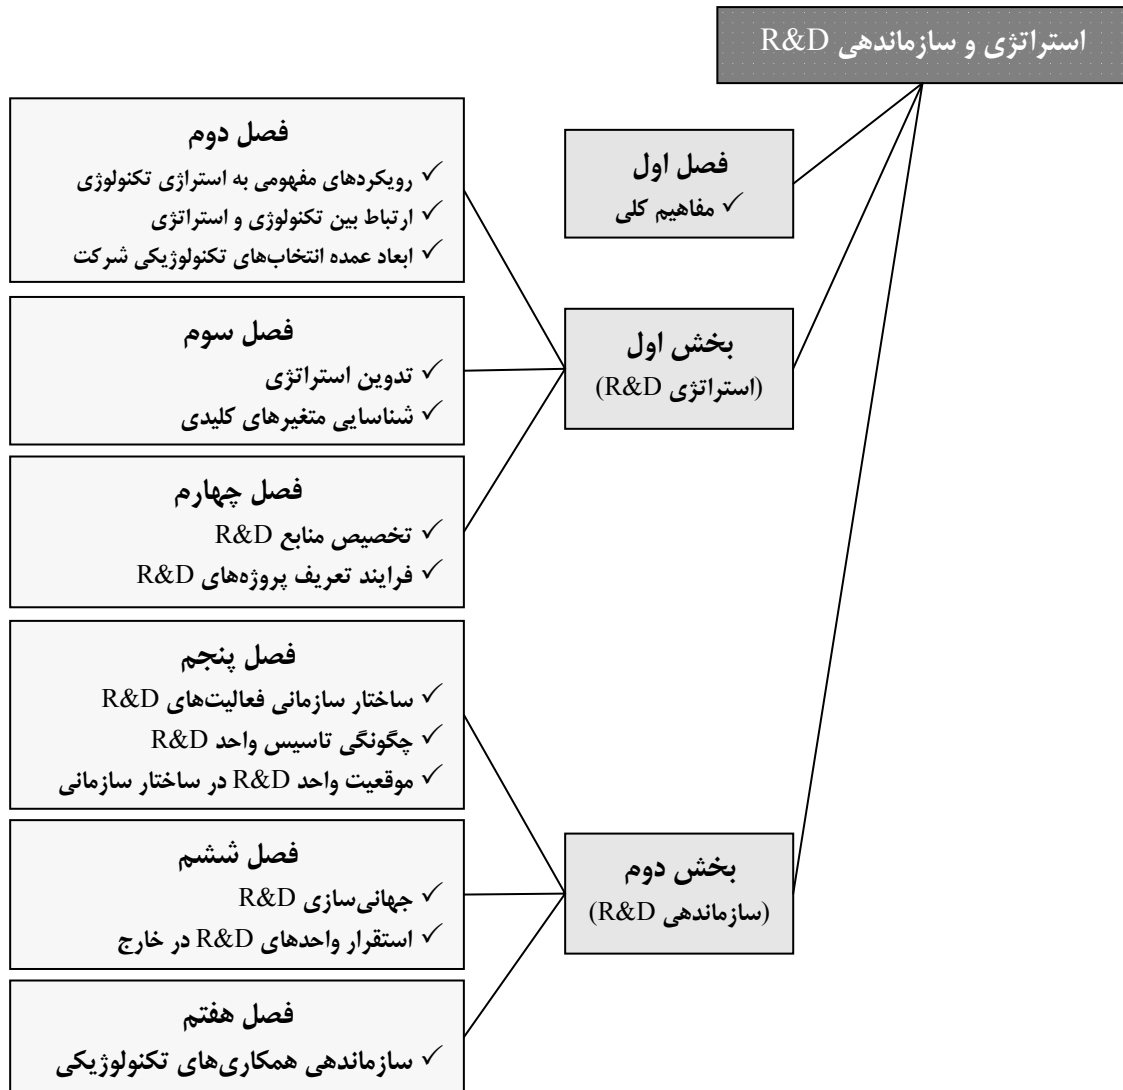 استراتژی و سازماندهی R&D
فصل اول
✓ مفاهیم کلی
بخش اول
(استراتژی R&D)
فصل دوم
✓ رویکردهای مفهومی به استراژی تکنولوژی
✓ ارتباط بین تکنولوژی و استراتژی
✓ ابعاد عمده انتخاب‌های تکنولوژیکی شرکت
فصل سوم
✓ تدوین استراتژی
✓ شناسایی متغیرهای کلیدی
فصل چهارم
✓ تخصیص منابع R&D
✓ فرایند تعریف پروژه‌های R&D
بخش دوم
(سازماندهی R&D)
فصل پنجم
✓ ساختار سازمانی فعالیت‌های R&D
✓ چگونگی تاسیس واحد R&D
✓ موقعیت واحد R&D در ساختار سازمانی
فصل ششم
✓ جهانی‌سازی R&D
✓ استقرار واحدهای R&D در خارج
فصل هفتم
✓ سازماندهی همکاری‌های تکنولوژیکی